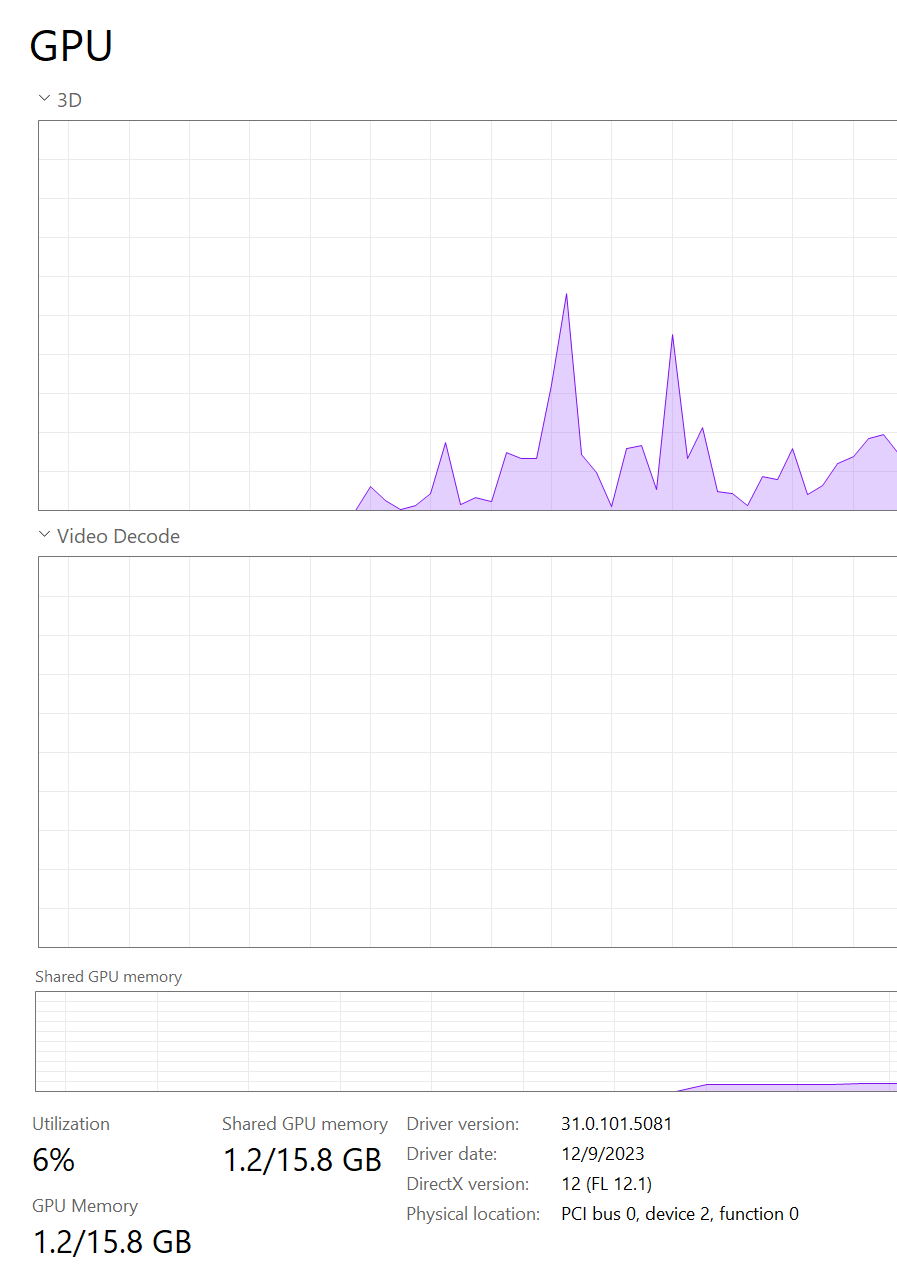 GPU
3D
Video Decode
Shared GPU memory
Utilization
6%
Shared GPU memory
1.2/15.8 GB
GPU Memory
1.2/15.8 GB
Driver version: 31.0.101.5081
Driver date: 12/9/2023
DirectX version: 12 (FL 12.1)
Physical location: PCI bus 0, device 2, function 0